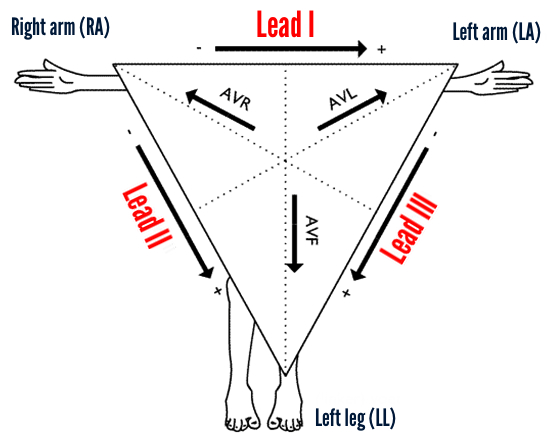 Right arm (RA)
Lead I
Left arm (LA)
- +
AVR
AVL
- -
Lead II
AVF
Lead III
+ +
Left leg (LL)